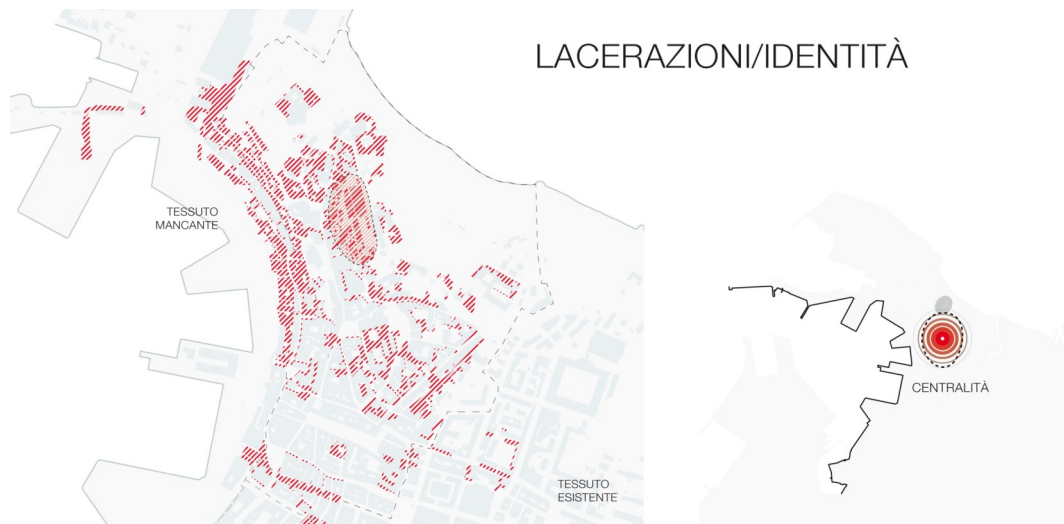 LACERAZIONI/IDENTITÀ
TESSUTO
MANCANTE
CENTRALITÀ
TESSUTO
ESISTENTE